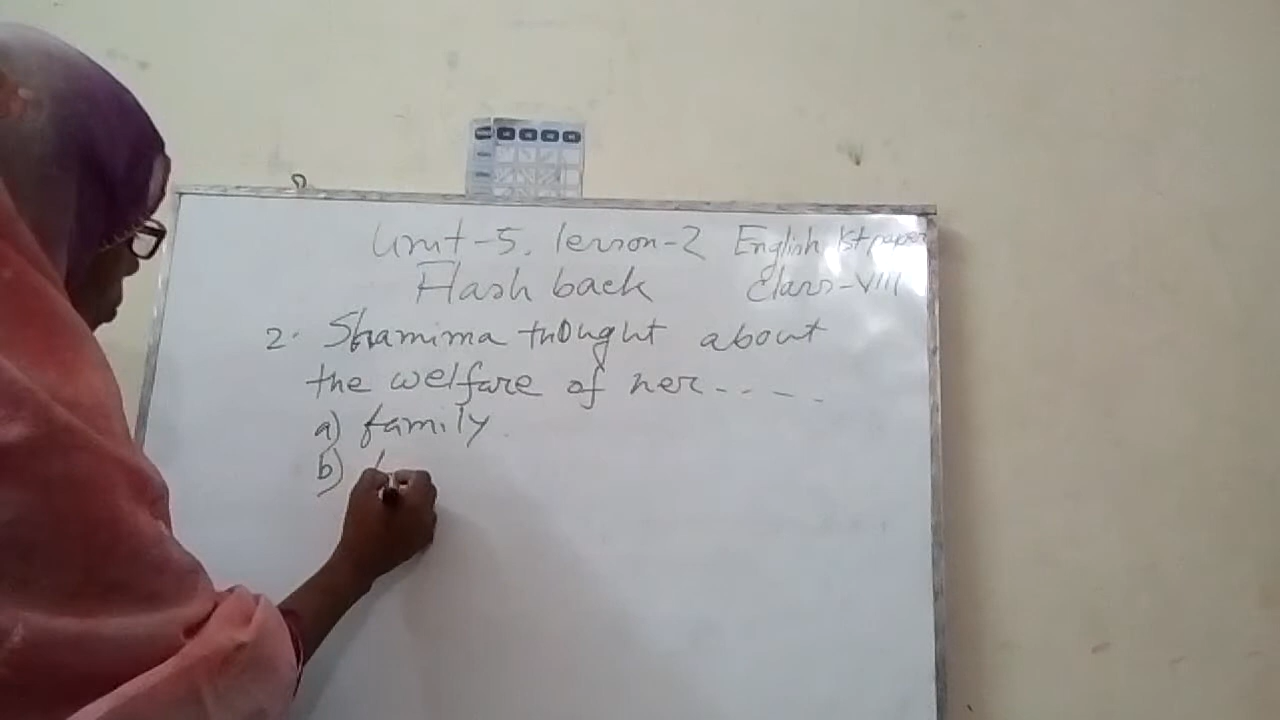 Unit-5, lesson-2 English 1st paper
Flash back Class-VIII
2. Shamima thought about
the welfare of her- - - -
a) family
b)